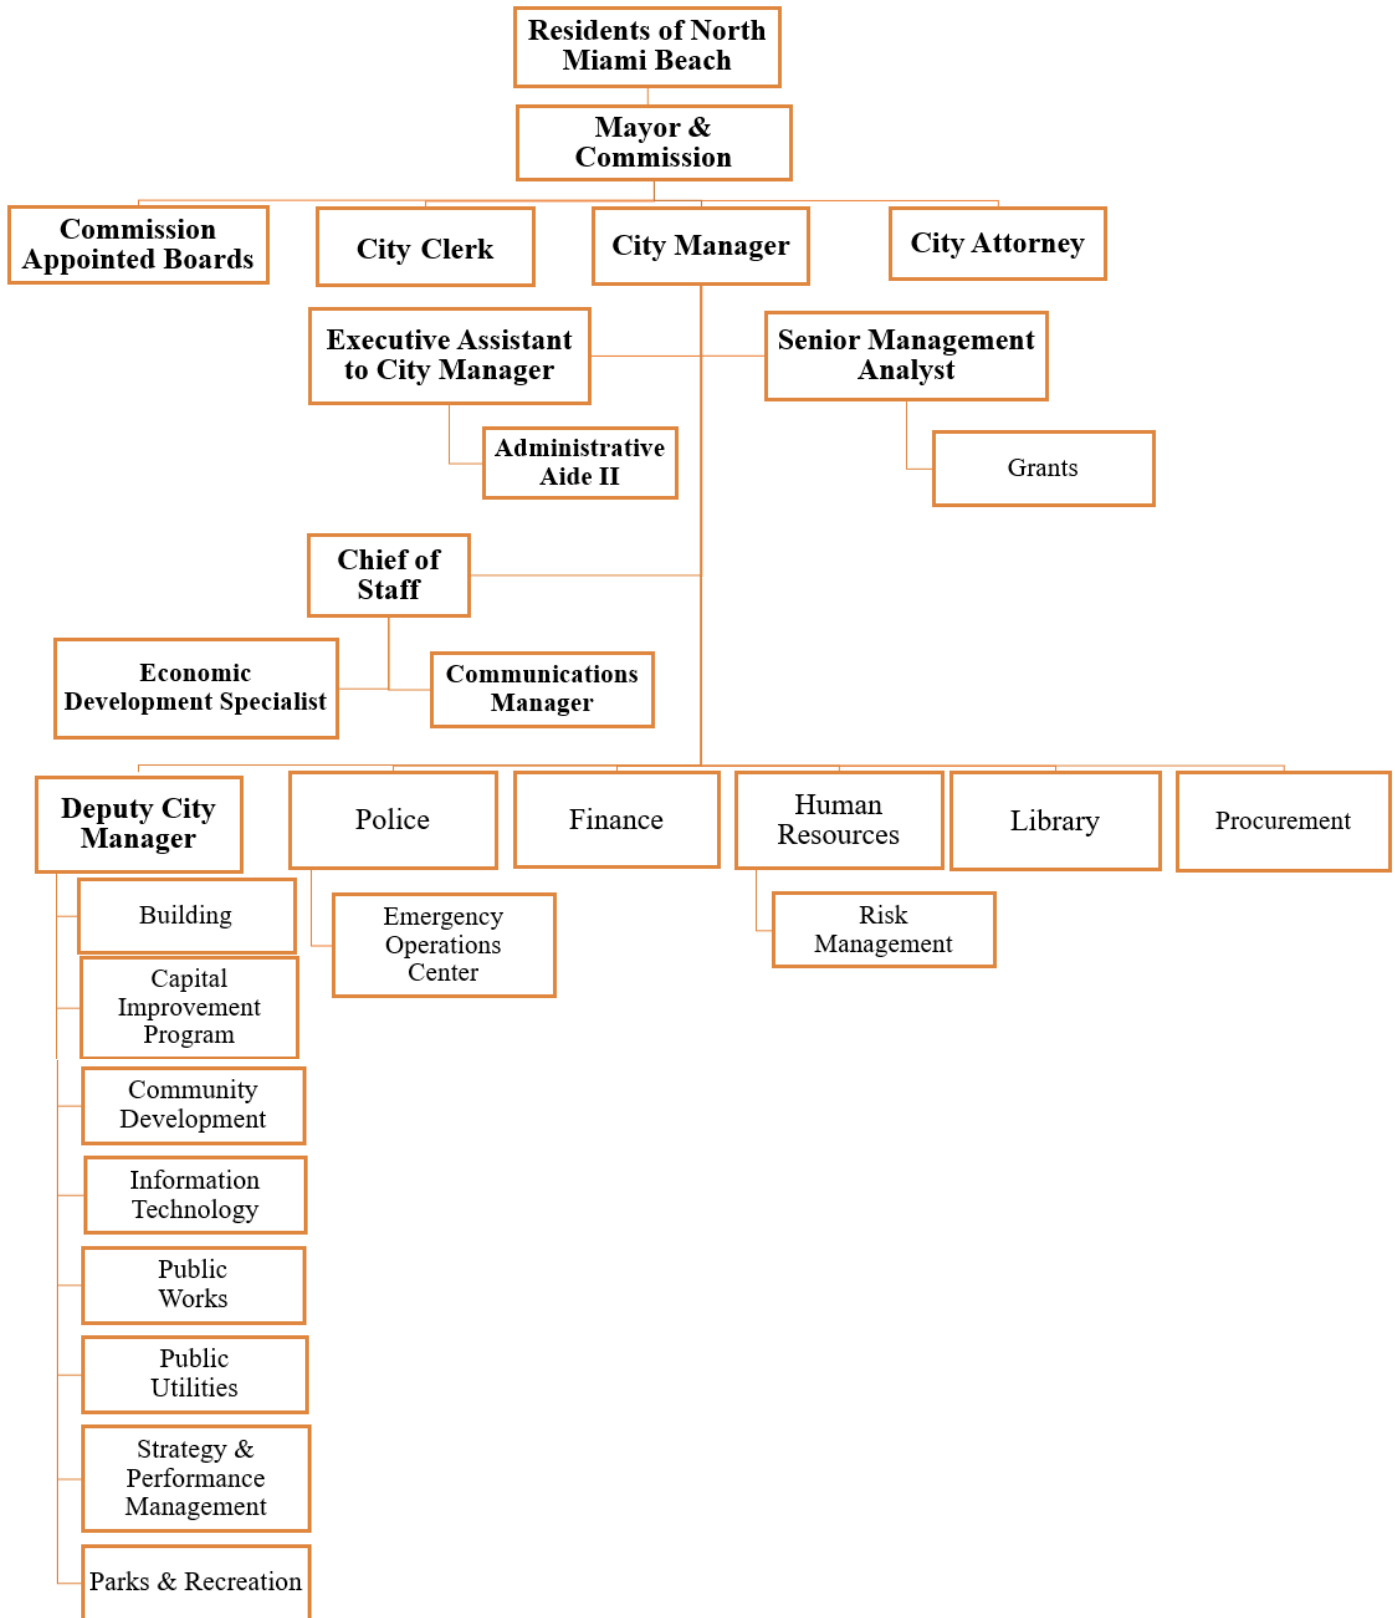 Residents of North
Miami Beach
Mayor &
Commission
Commission
Appointed Boards
City Clerk
City Manager
City Attorney
Executive Assistant
to City Manager
Senior Management
Analyst
Administrative
Aide II
Grants
Chief of
Staff
Economic
Development Specialist
Communications
Manager
Deputy City
Manager
Police
Finance
Human
Resources
Library
Procurement
Building
Emergency
Operations
Center
Risk
Management
Capital
Improvement
Program
Community
Development
Information
Technology
Public
Works
Public
Utilities
Strategy &
Performance
Management
Parks & Recreation